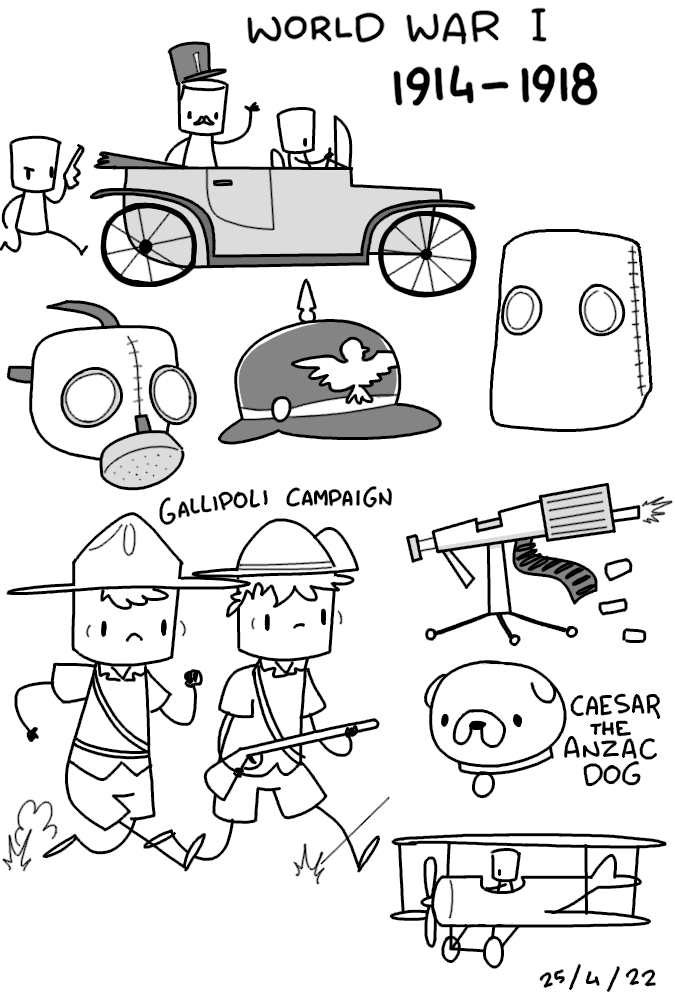 WORLD WAR I
1914-1918
GALLIPOLI CAMPAIGN
CAESAR
THE
ANZAC
DOG
25/4/22